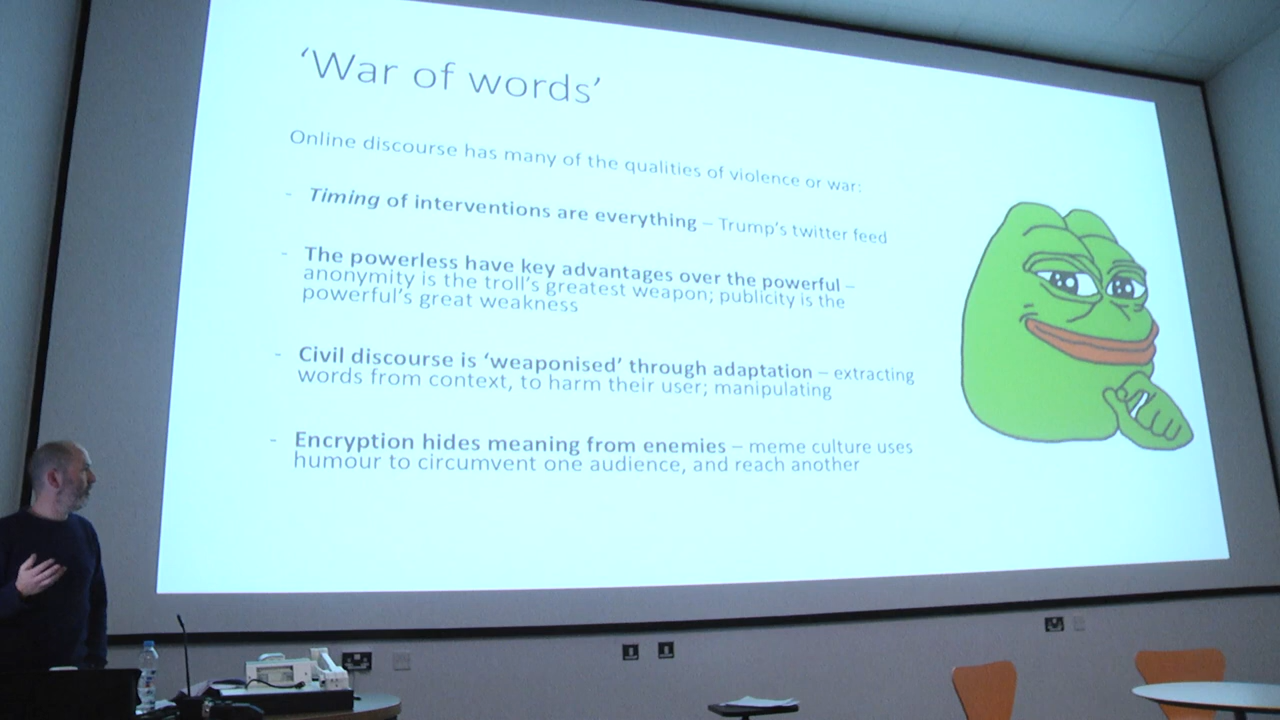 ‘War of words’
Online discourse has many of the qualities of violence or war:
- Timing of interventions are everything – Trump’s twitter feed
- The powerless have key advantages over the powerful –
anonymity is the troll’s greatest weapon; publicity is the
powerful’s great weakness
- Civil discourse is ‘weaponised’ through adaptation – extracting
words from context, to harm their user; manipulating
- Encryption hides meaning from enemies – meme culture uses
humour to circumvent one audience, and reach another